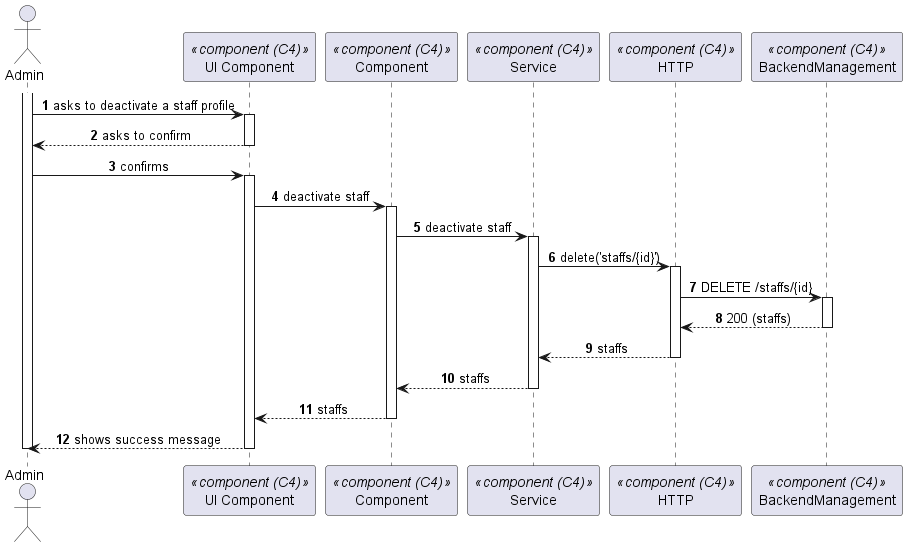 «component (C4)» «component (C4)» «component (C4)» «component (C4)» «component (C4)»
Admin UI Component Component Service HTTP BackendManagement
1 asks to deactivate a staff profile
2 asks to confirm
3 confirms
4 deactivate staff
5 deactivate staff
6 delete('staffs/{id}')
7 DELETE /staffs/{id}
8 200 (staffs)
9 staffs
10 staffs
11 staffs
12 shows success message
Admin «component (C4)» «component (C4)» «component (C4)» «component (C4)» «component (C4)»
UI Component Component Service HTTP BackendManagement